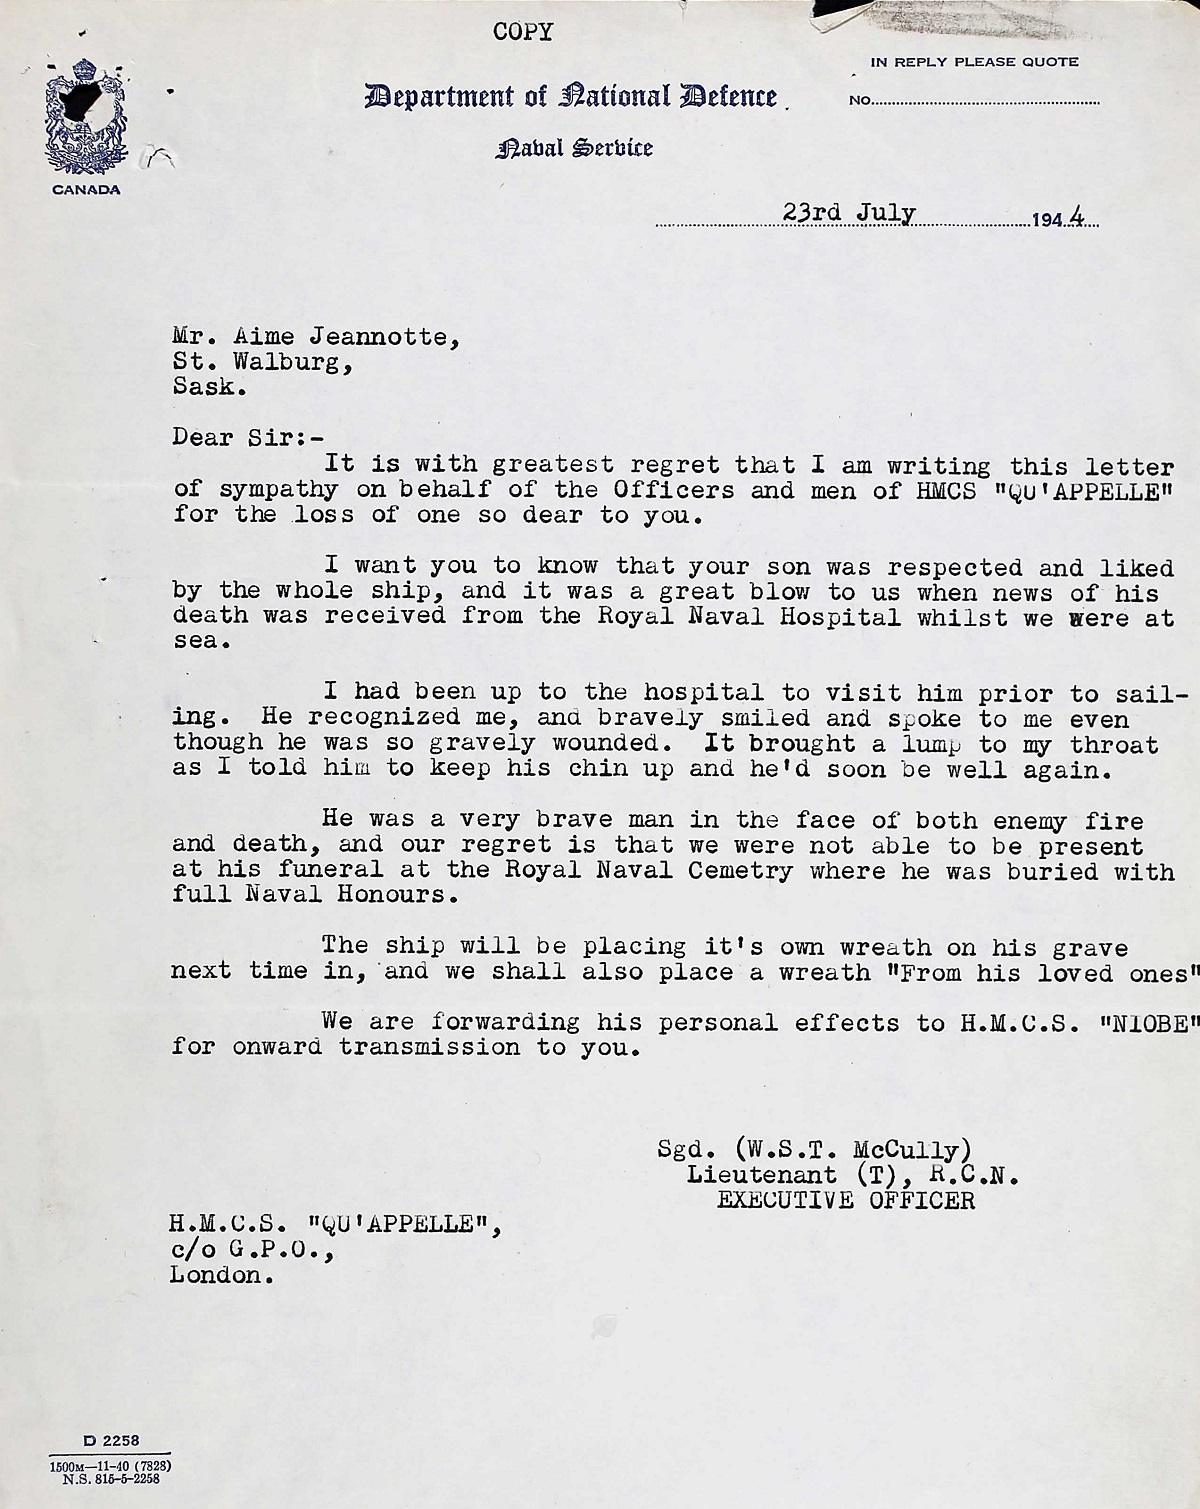 COPY
IN REPLY PLEASE QUOTE
Department of National Defence
No.
Naval Service
CANADA
23rd July 1944
Mr. Aime Jeannotte,
St. Walburg,
Sask.
Dear Sir:-
It is with greatest regret that I am writing this letter
of sympathy on behalf of the Officers and men of HMCS "QU'APPELLE"
for the loss of one so dear to you.
I want you to know that your son was respected and liked
by the whole ship, and it was a great blow to us when news of his
death was received from the Royal Naval Hospital whilst we were at
sea.
I had been up to the hospital to visit him prior to sail-
ing. He recognized me, and bravely smiled and spoke to me even
though he was so gravely wounded. It brought a lump to my throat
as I told him to keep his chin up and he'd soon be well again.
He was a very brave man in the face of both enemy fire
and death, and our regret is that we were not able to be present
at his funeral at the Royal Naval Cemetry where he was buried with
full Naval Honours.
The ship will be placing it's own wreath on his grave
next time in, and we shall also place a wreath "From his loved ones"
We are forwarding his personal effects to H.M.C.S. "N1OBE"
for onward transmission to you.
Sgd. (W.S.T. McCully)
Lieutenant (T), R.C.N.
EXECUTIVE OFFICER
H.M.C.S. "QU'APPELLE",
c/o G.P.O.,
London.
D 2258
1500M—11-40 (7828)
N.S. 815-5-2258